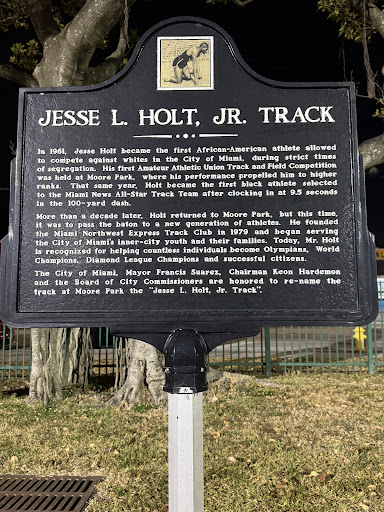 JESSE L. HOLT, JR. TRACK
In 1961, Jesse Holt became the first African-American athlete allowed
to compete against whites in the City of Miami, during strict times
of segregation. His first Amateur Athletic Union Track and Field Competition
was held at Moore Park, where his performance propelled him to higher
ranks. That same year, Holt became the first black athlete selected
to the Miami News All-Star Track Team after clocking in at 9.5 seconds
in the 100-yard dash.
More than a decade later, Holt returned to Moore Park, but this time,
it was to pass the baton to a new generation of athletes. He founded
the Miami Northwest Express Track Club in 1979 and began serving
the City of Miami's inner-city youth and their families. Today, Mr. Holt
is recognized for helping countless individuals become Olympians, World
Champions, Diamond League Champions and successful citizens.
The City of Miami, Mayor Francis Suarez, Chairman Keon Hardemon
and the Board of City Commissioners are honored to re-name the
track at Moore Park the "Jesse L. Holt, Jr. Track".